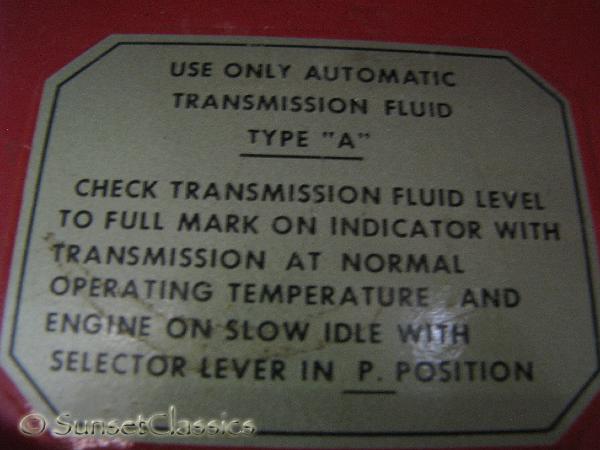 USE ONLY AUTOMATIC
TRANSMISSION FLUID
TYPE "A"
CHECK TRANSMISSION FLUID LEVEL
TO FULL MARK ON INDICATOR WITH
TRANSMISSION AT NORMAL
OPERATING TEMPERATURE AND
ENGINE ON SLOW IDLE WITH
SELECTOR LEVER IN P. POSITION
© SunsetClassics